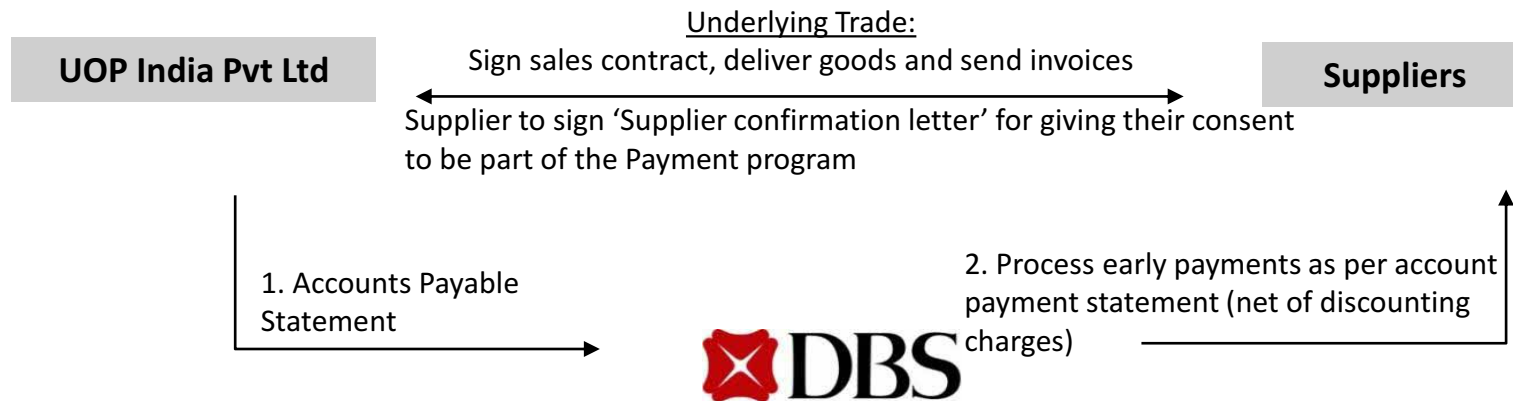 Underlying Trade:
UOP India Pvt Ltd
Sign sales contract, deliver goods and send invoices
Suppliers
Supplier to sign ‘Supplier confirmation letter’ for giving their consent
to be part of the Payment program
1. Accounts Payable
Statement
2. Process early payments as per account
payment statement (net of discounting
charges)
DBS